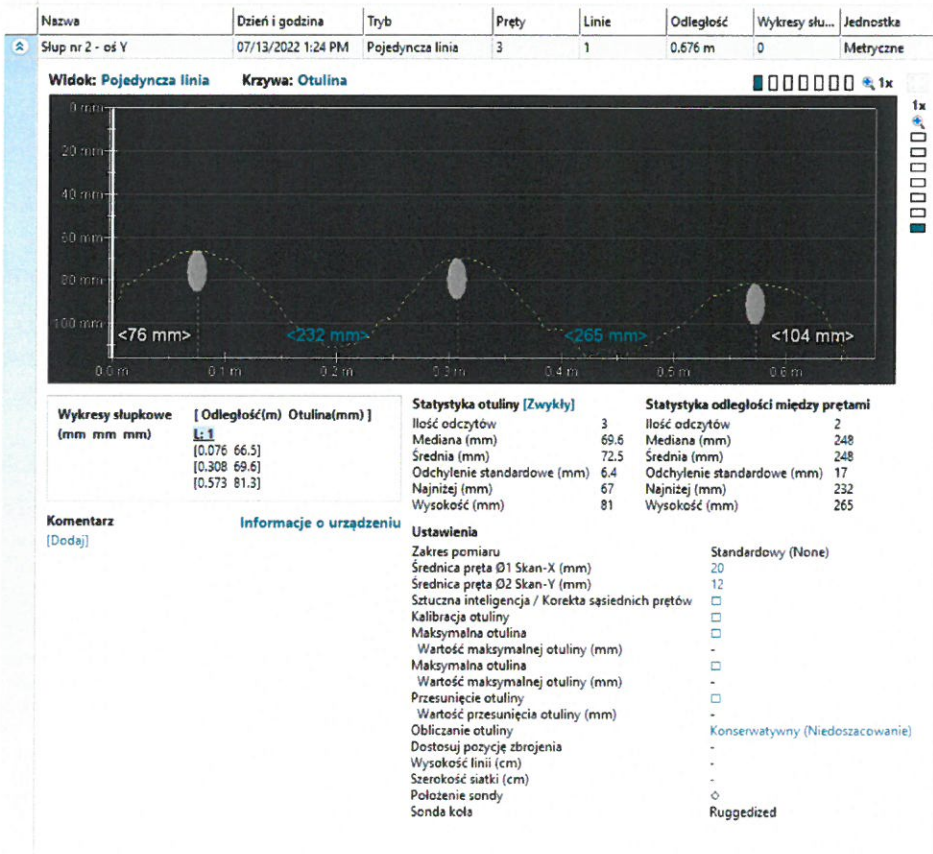 Nazwa Dzień i godzina Tryb Pręty Linie Odległość Wykresy słu... Jednostka
Słup nr 2 - oś Y 07/13/2022 1:24 PM Pojedyncza linia 3 1 0.676 m 0 Metryczne
Widok: Pojedyncza linia Krzywa: Otulina 1x
1x
0 mm
20 mm
40 mm
60 mm
80 mm
100 mm
<76 mm> <232 mm> <265 mm> <104 mm>
0.0 m 0.1 m 0.2 m 0.3 m 0.4 m 0.5 m 0.6 m
Wykresy słupkowe [ Odległość(m) Otulina(mm) ]
(mm mm mm) L: 1
[0.076 66.5]
[0.308 69.6]
[0.573 81.3]
Komentarz Informacje o urządzeniu
[Dodaj]
Statystyka otuliny [Zwykły]
Ilość odczytów 3
Mediana (mm) 69.6
Średnia (mm) 72.5
Odchylenie standardowe (mm) 6.4
Najniżej (mm) 67
Wysokość (mm) 81
Statystyka odległości między prętami
Ilość odczytów 2
Mediana (mm) 248
Średnia (mm) 248
Odchylenie standardowe (mm) 17
Najniżej (mm) 232
Wysokość (mm) 265
Ustawienia
Zakres pomiaru Standardowy (None)
Średnica pręta Ø1 Skan-X (mm) 20
Średnica pręta Ø2 Skan-Y (mm) 12
Sztuczna inteligencja / Korekta sąsiednich prętów
Kalibracja otuliny
Maksymalna otulina
Wartość maksymalnej otuliny (mm) -
Maksymalna otulina
Wartość maksymalnej otuliny (mm) -
Przesunięcie otuliny
Wartość przesunięcia otuliny (mm) -
Obliczanie otuliny Konserwatywny (Niedoszacowanie)
Dostosuj pozycję zbrojenia -
Wysokość linii (cm) -
Szerokość siatki (cm) -
Położenie sondy
Sonda koła Ruggedized